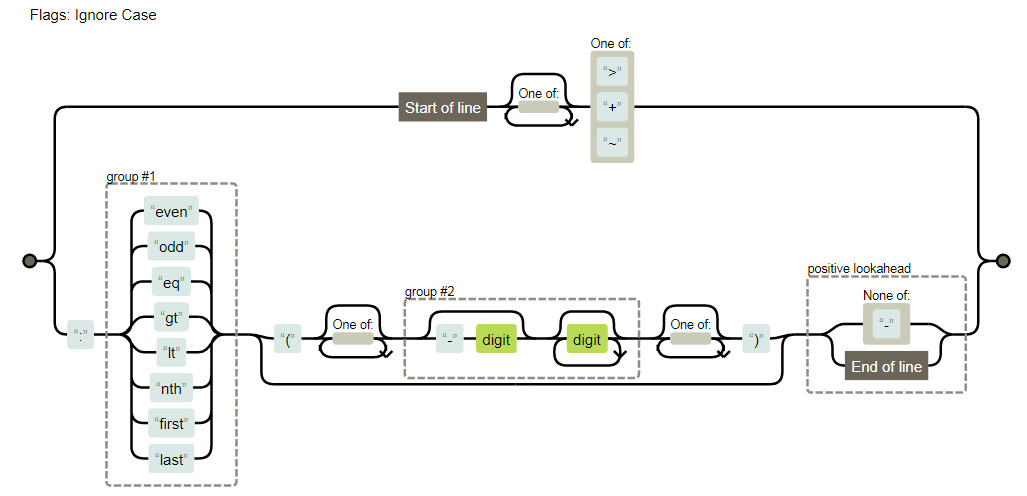 Flags: Ignore Case
One of:
“>”
“+”
“~”
Start of line
One of:
group #1
“even”
“odd”
“eq”
“gt”
“lt”
“nth”
“first”
“last”
“:”
“(”
One of:
group #2
“-”
digit
digit
One of:
“)”
positive lookahead
None of:
“-”
End of line